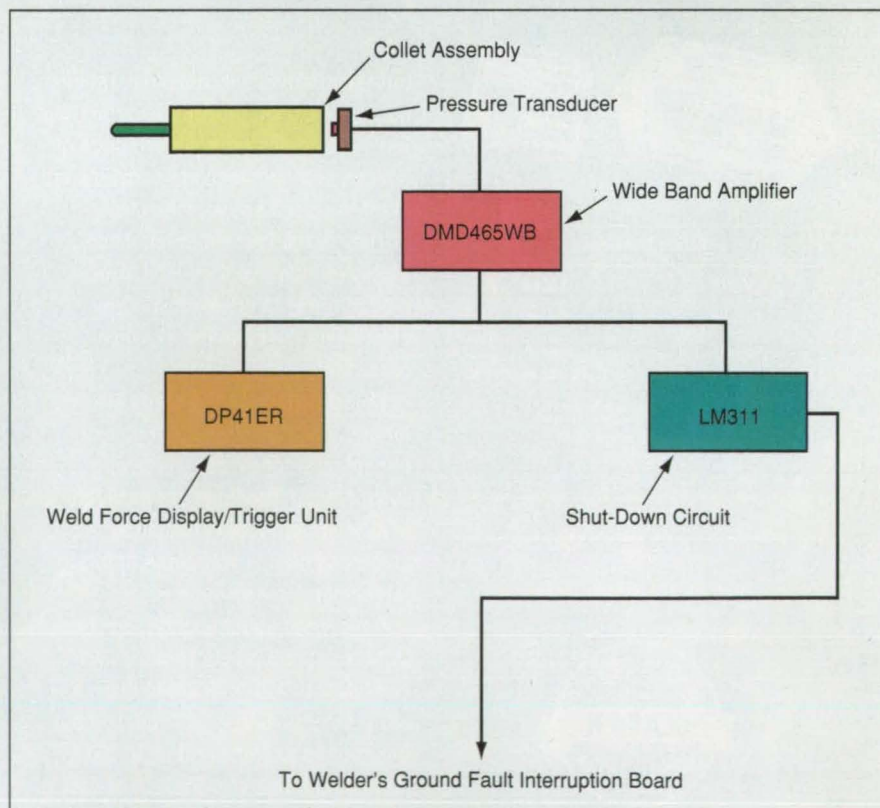 Collet Assembly
Pressure Transducer
Wide Band Amplifier
DMD465WB
DP41ER
LM311
Weld Force Display/Trigger Unit
Shut-Down Circuit
To Welder's Ground Fault Interruption Board